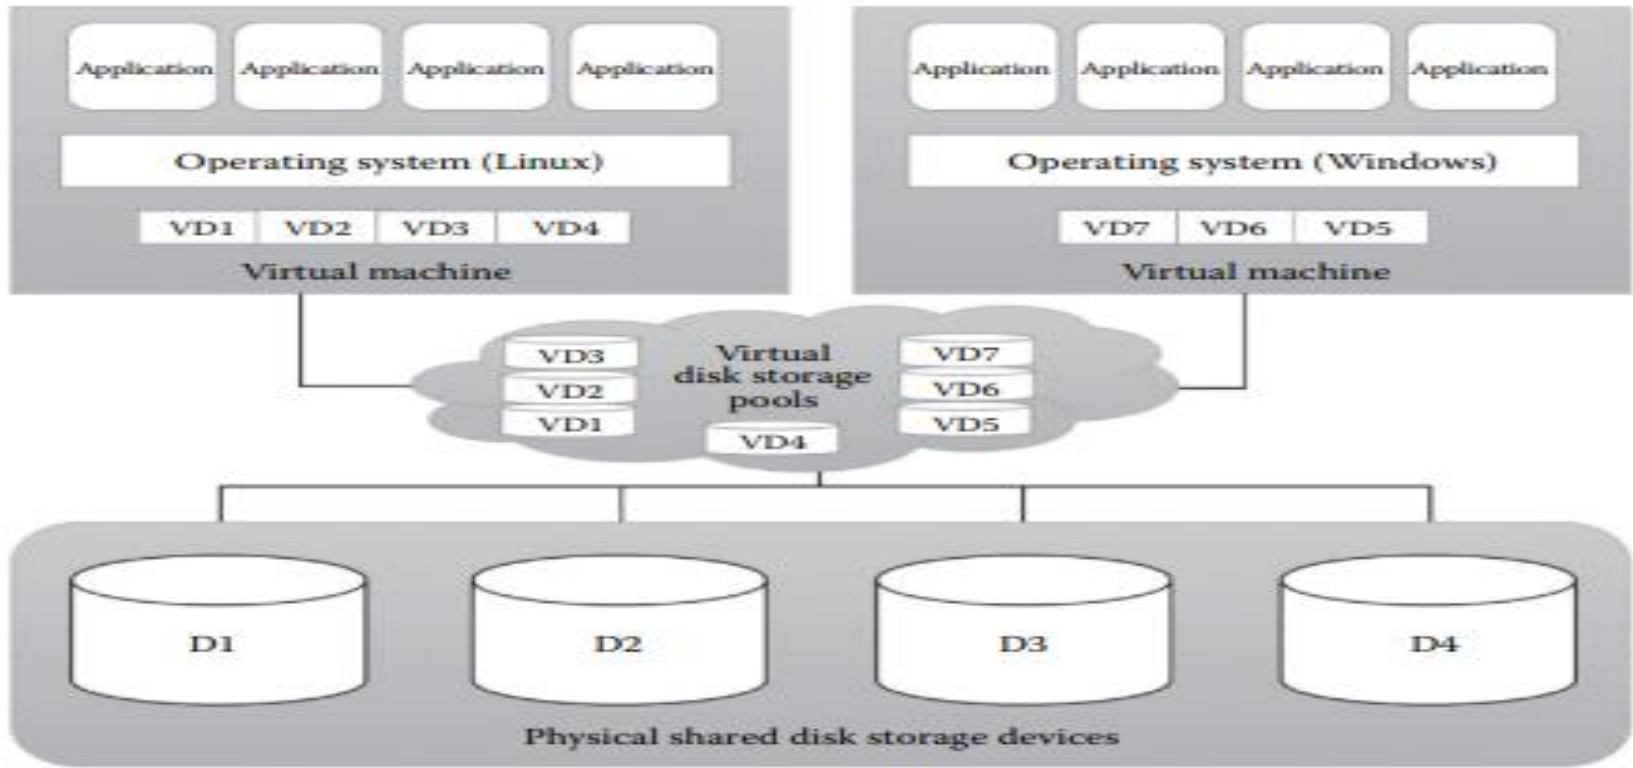 Application Application Application Application
Operating system (Linux)
VD1 VD2 VD3 VD4
Virtual machine
Application Application Application Application
Operating system (Windows)
VD7 VD6 VD5
Virtual machine
VD3
VD2
VD1
Virtual
disk storage
pools
VD4
VD7
VD6
VD5
D1 D2 D3 D4
Physical shared disk storage devices